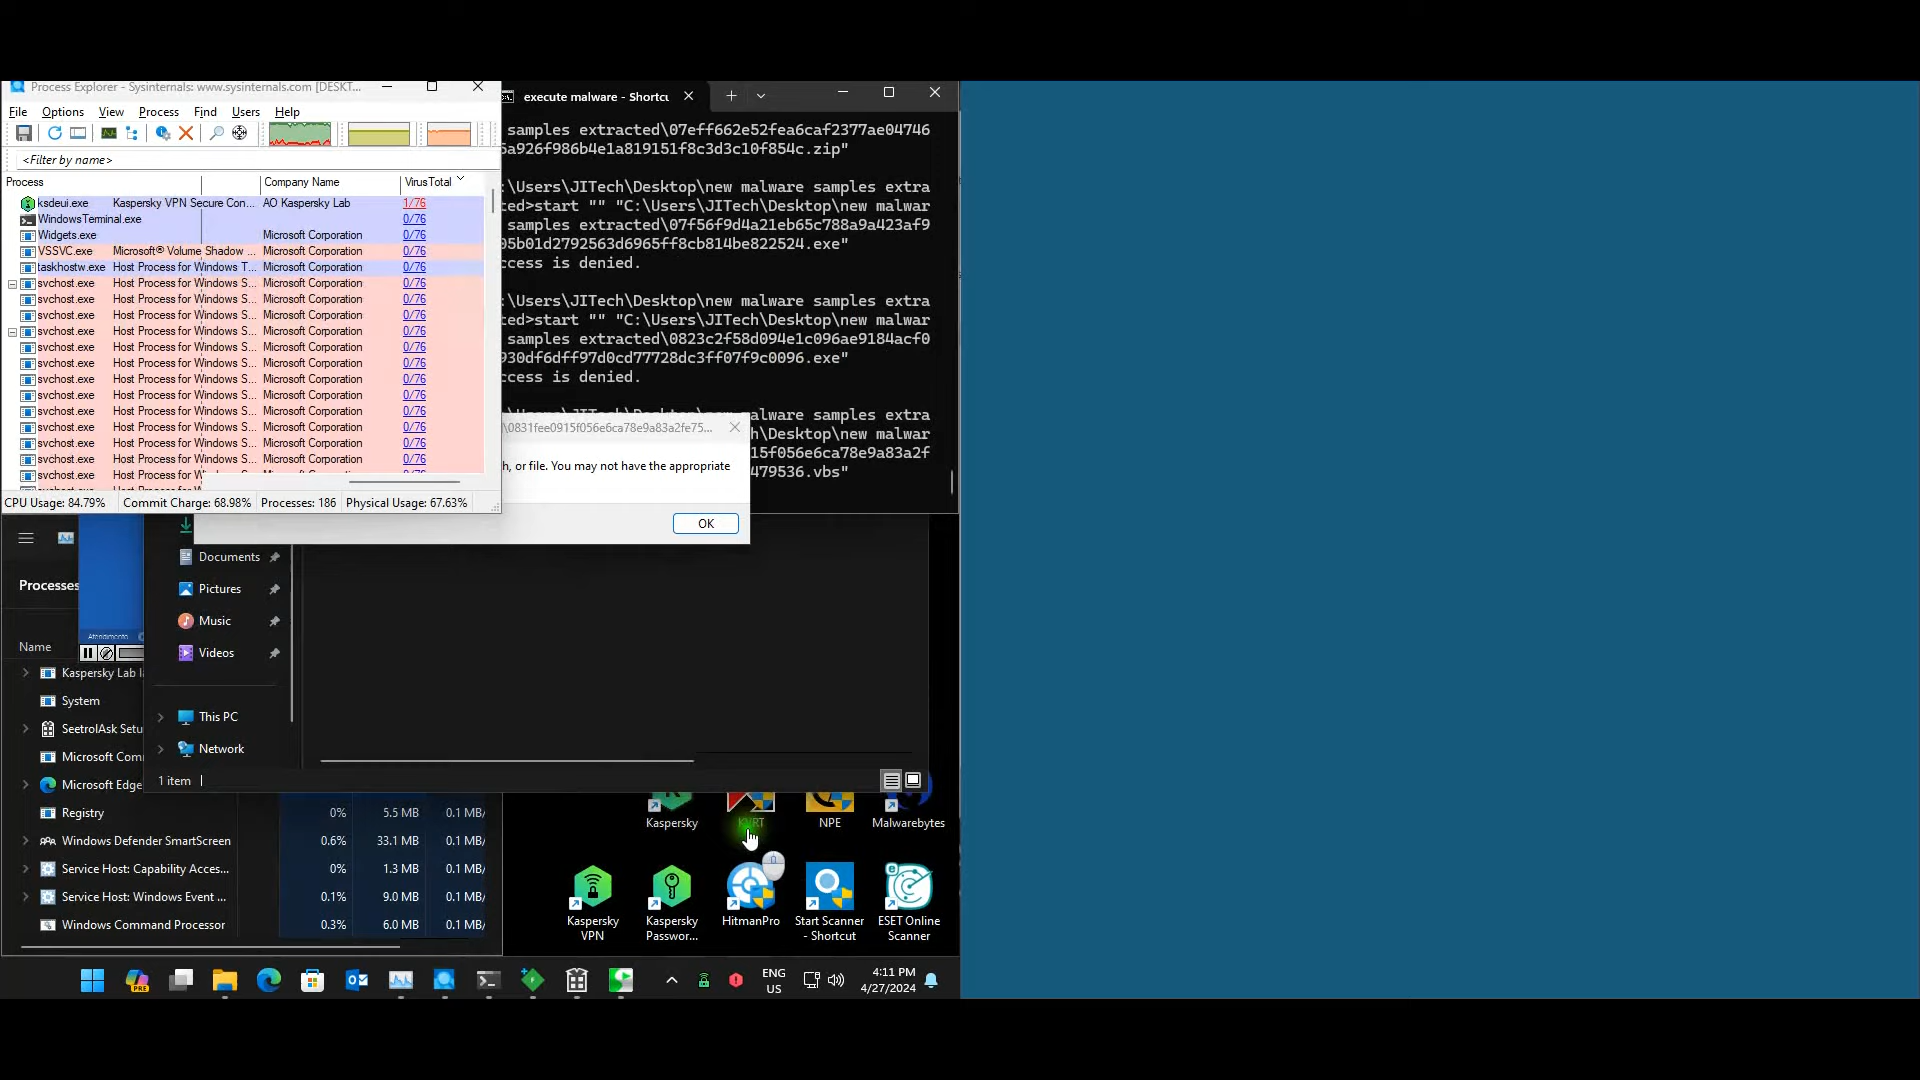 Process Explorer - Sysinternals: www.sysinternals.com [DESKT...
File Options View Process Find Users Help
<Filter by name>
Process Company Name VirusTotal
ksdeui.exe Kaspersky VPN Secure Con... AO Kaspersky Lab 1/76
WindowsTerminal.exe 0/76
Widgets.exe Microsoft Corporation 0/76
VSSVC.exe Microsoft® Volume Shadow ... Microsoft Corporation 0/76
taskhostw.exe Host Process for Windows T... Microsoft Corporation 0/76
svchost.exe Host Process for Windows S... Microsoft Corporation 0/76
svchost.exe Host Process for Windows S... Microsoft Corporation 0/76
svchost.exe Host Process for Windows S... Microsoft Corporation 0/76
svchost.exe Host Process for Windows S... Microsoft Corporation 0/76
svchost.exe Host Process for Windows S... Microsoft Corporation 0/76
svchost.exe Host Process for Windows S... Microsoft Corporation 0/76
svchost.exe Host Process for Windows S... Microsoft Corporation 0/76
svchost.exe Host Process for Windows S... Microsoft Corporation 0/76
svchost.exe Host Process for Windows S... Microsoft Corporation 0/76
svchost.exe Host Process for Windows S... Microsoft Corporation 0/76
svchost.exe Host Process for Windows S... Microsoft Corporation 0/76
svchost.exe Host Process for Windows S... Microsoft Corporation 0/76
svchost.exe Host Process for Windows S... Microsoft Corporation 0/76
CPU Usage: 84.79% Commit Charge: 68.98% Processes: 186 Physical Usage: 67.63%
execute malware - Shortcu
samples extracted\07eff662e52fea6caf2377ae04746
5a926f986b4e1a819151f8c3d3c10f854c.zip"
:\Users\JITech\Desktop\new malware samples extra
ted>start "" "C:\Users\JITech\Desktop\new malwar
samples extracted\07f56f9d4a21eb65c788a9a423af9
05b01d2792563d6965ff8cb814be822524.exe"
ccess is denied.
:\Users\JITech\Desktop\new malware samples extra
ted>start "" "C:\Users\JITech\Desktop\new malwar
samples extracted\0823c2f58d094e1c096ae9184acf0
930df6dff97d0cd77728dc3ff07f9c0096.exe"
ccess is denied.
alware samples extra
h\Desktop\new malwar
15f056e6ca78e9a83a2f
479536.vbs"
\0831fee0915f056e6ca78e9a83a2fe75...
h, or file. You may not have the appropriate
OK
Documents
Pictures
Music
Videos
This PC
Network
1 item
Atendimento
Processes
Name
Kaspersky Lab la
System
SeetrolAsk Setu
Microsoft Com
Microsoft Edge
Registry 0% 5.5 MB 0.1 MB/
Windows Defender SmartScreen 0.6% 33.1 MB 0.1 MB/
Service Host: Capability Acces... 0% 1.3 MB 0.1 MB/
Service Host: Windows Event ... 0.1% 9.0 MB 0.1 MB/
Windows Command Processor 0.3% 6.0 MB 0.1 MB/
Kaspersky
KVRT
NPE
Malwarebytes
Kaspersky VPN
Kaspersky Passwor...
HitmanPro
Start Scanner - Shortcut
ESET Online Scanner
PRE
ENG
US
4:11 PM
4/27/2024